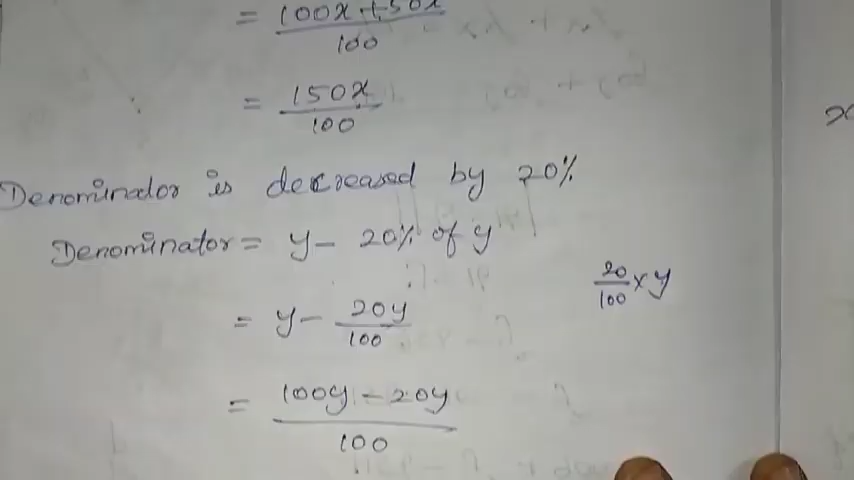 = 100x + 50x
100
= 150x
100
Denominator is decreased by 20%
Denominator = y - 20% of y
20/100 × y
= y - 20y/100
= 100y - 20y
100